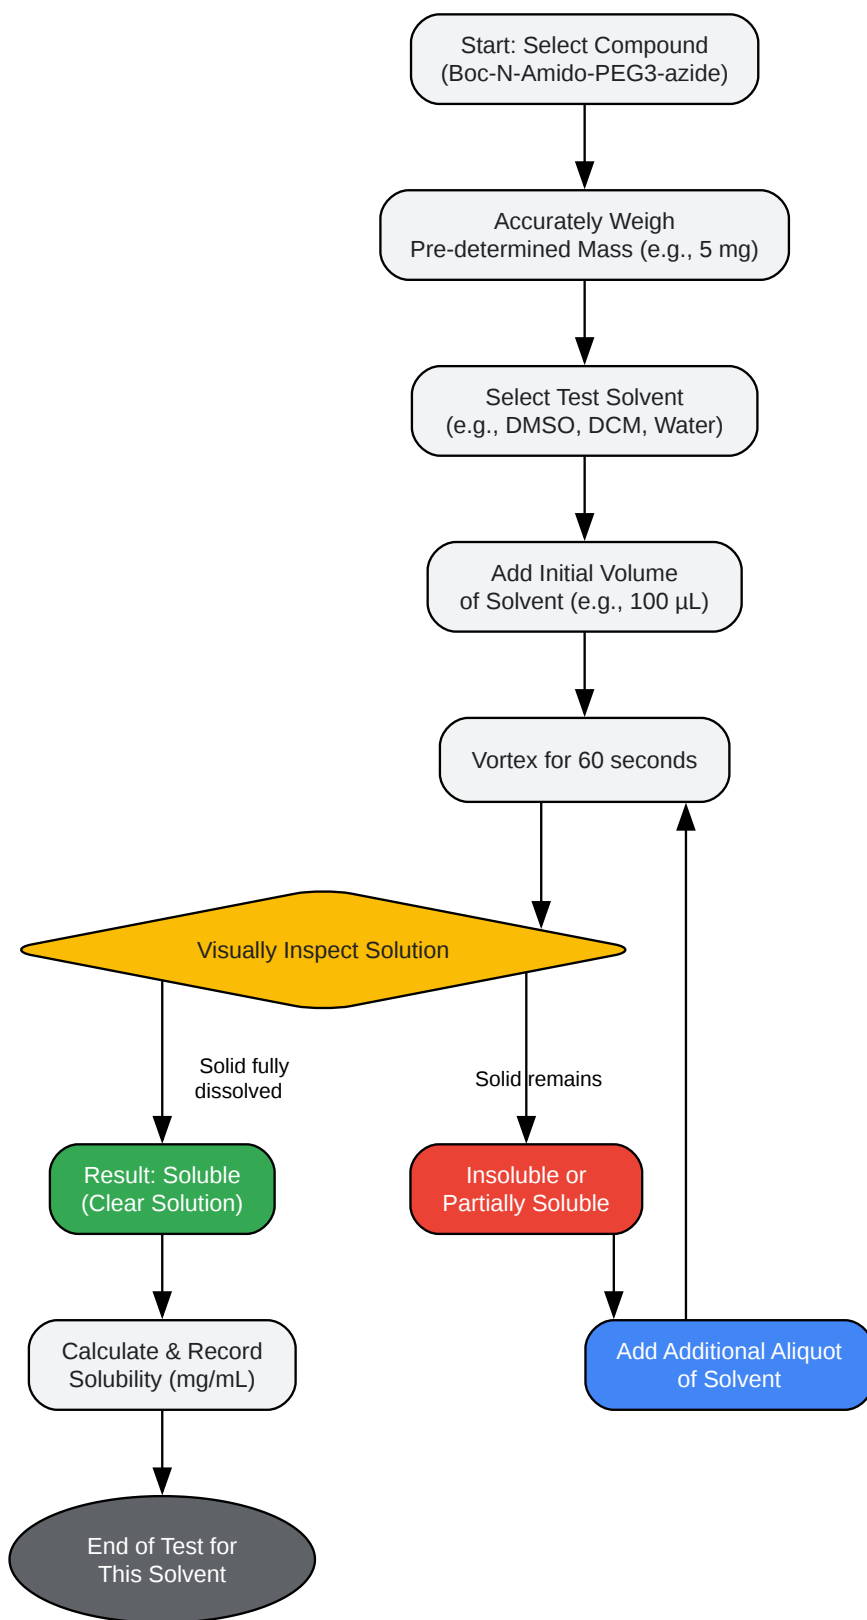 Start: Select Compound
(Boc-N-Amido-PEG3-azide)
Accurately Weigh
Pre-determined Mass (e.g., 5 mg)
Select Test Solvent
(e.g., DMSO, DCM, Water)
Add Initial Volume
of Solvent (e.g., 100 µL)
Vortex for 60 seconds
Visually Inspect Solution
Solid fully
dissolved
Solid remains
Result: Soluble
(Clear Solution)
Insoluble or
Partially Soluble
Calculate & Record
Solubility (mg/mL)
Add Additional Aliquot
of Solvent
End of Test for
This Solvent